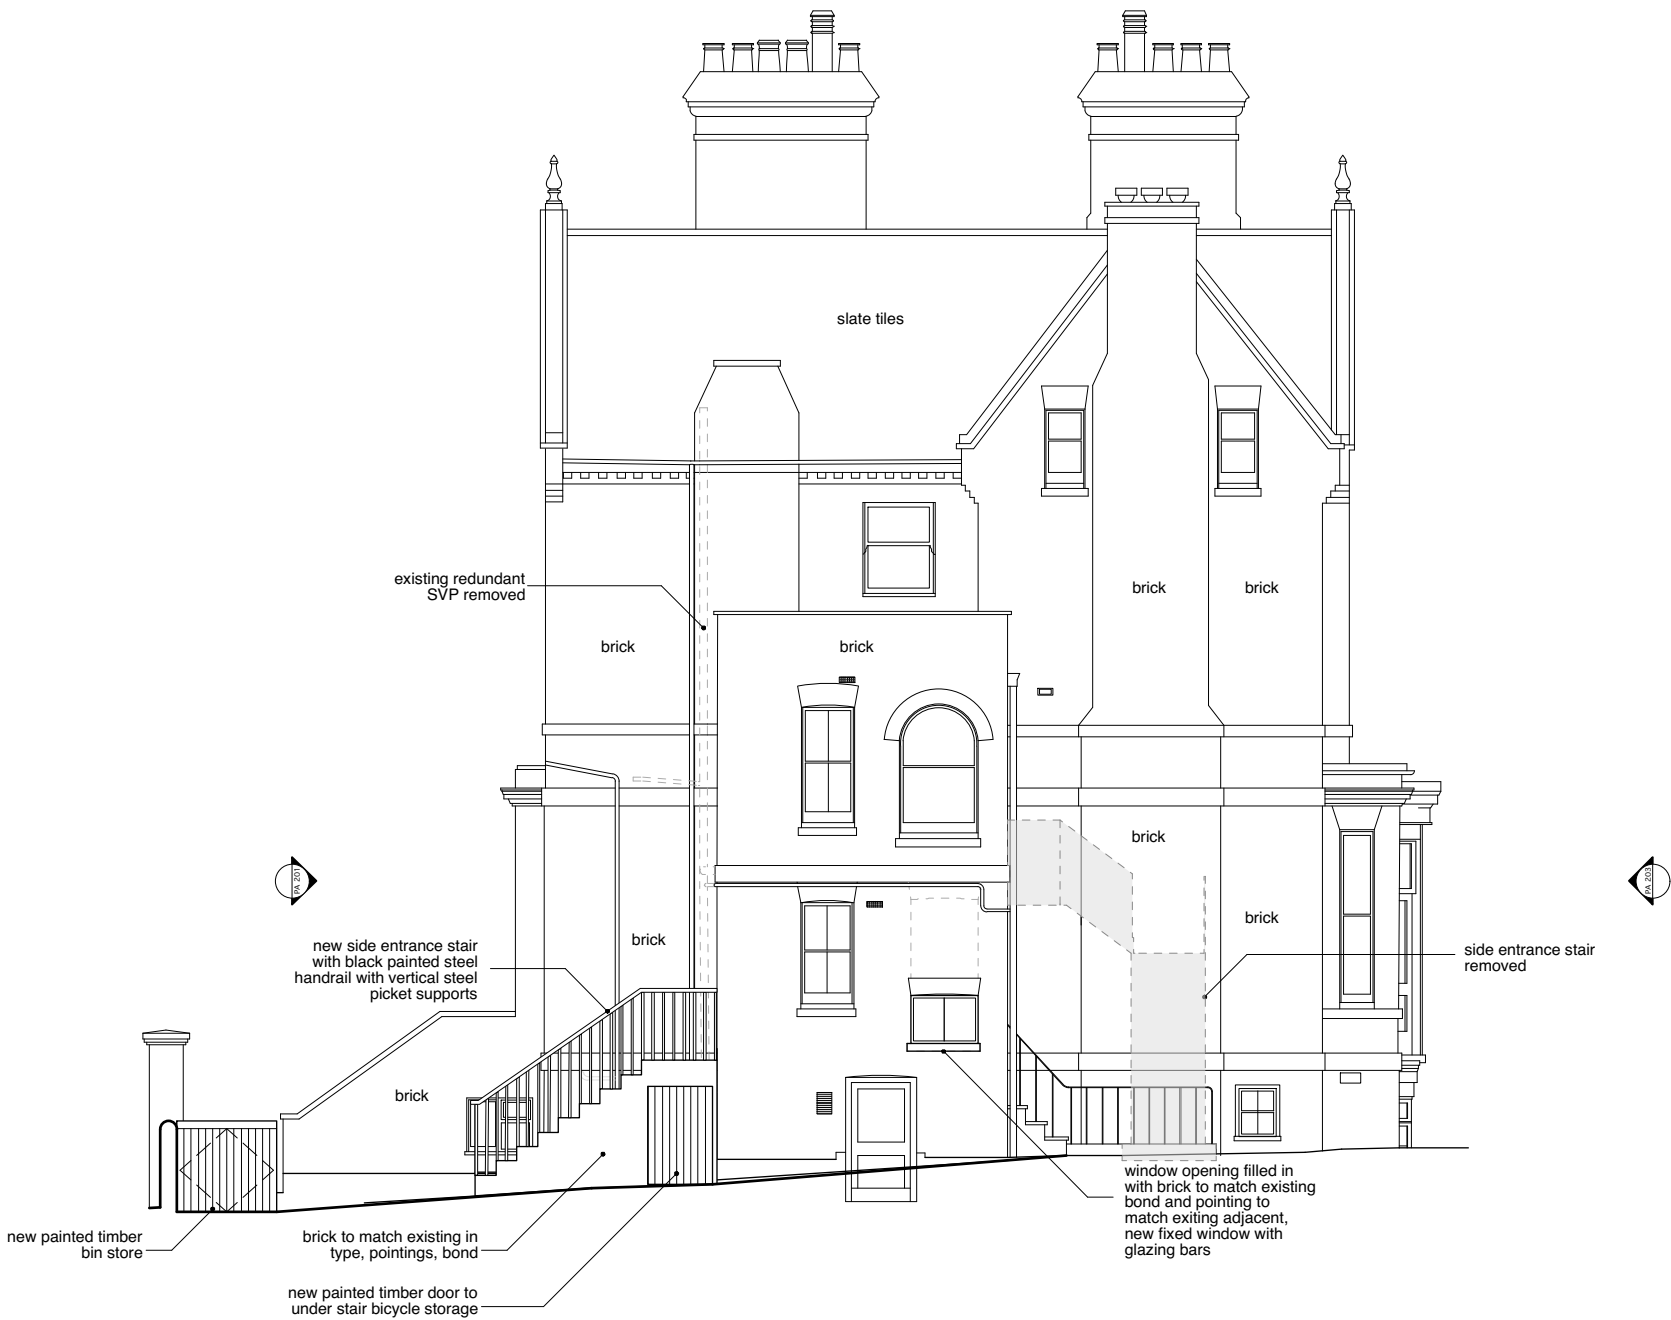 slate tiles
existing redundant
SVP removed
brick
brick
brick
brick
brick
brick
brick
PA 201
PA 203
new side entrance stair
with black painted steel
handrail with vertical steel
picket supports
side entrance stair
removed
brick
window opening filled in
with brick to match existing
bond and pointing to
match exiting adjacent,
new fixed window with
glazing bars
new painted timber
bin store
brick to match existing in
type, pointings, bond
new painted timber door to
under stair bicycle storage